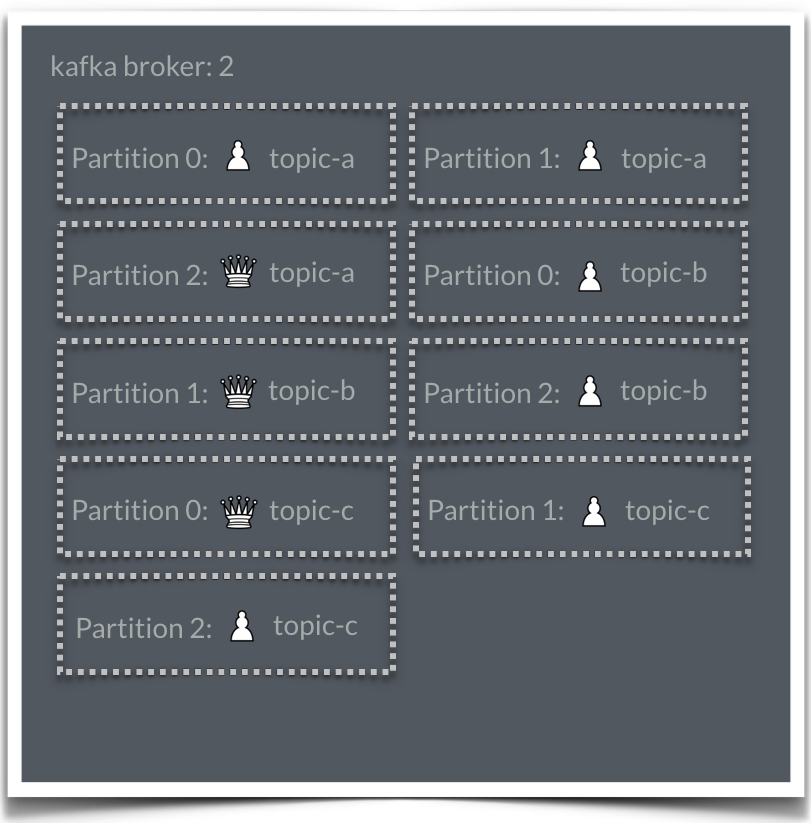 kafka broker: 2
Partition 0: topic-a
Partition 1: topic-a
Partition 2: topic-a
Partition 0: topic-b
Partition 1: topic-b
Partition 2: topic-b
Partition 0: topic-c
Partition 1: topic-c
Partition 2: topic-c